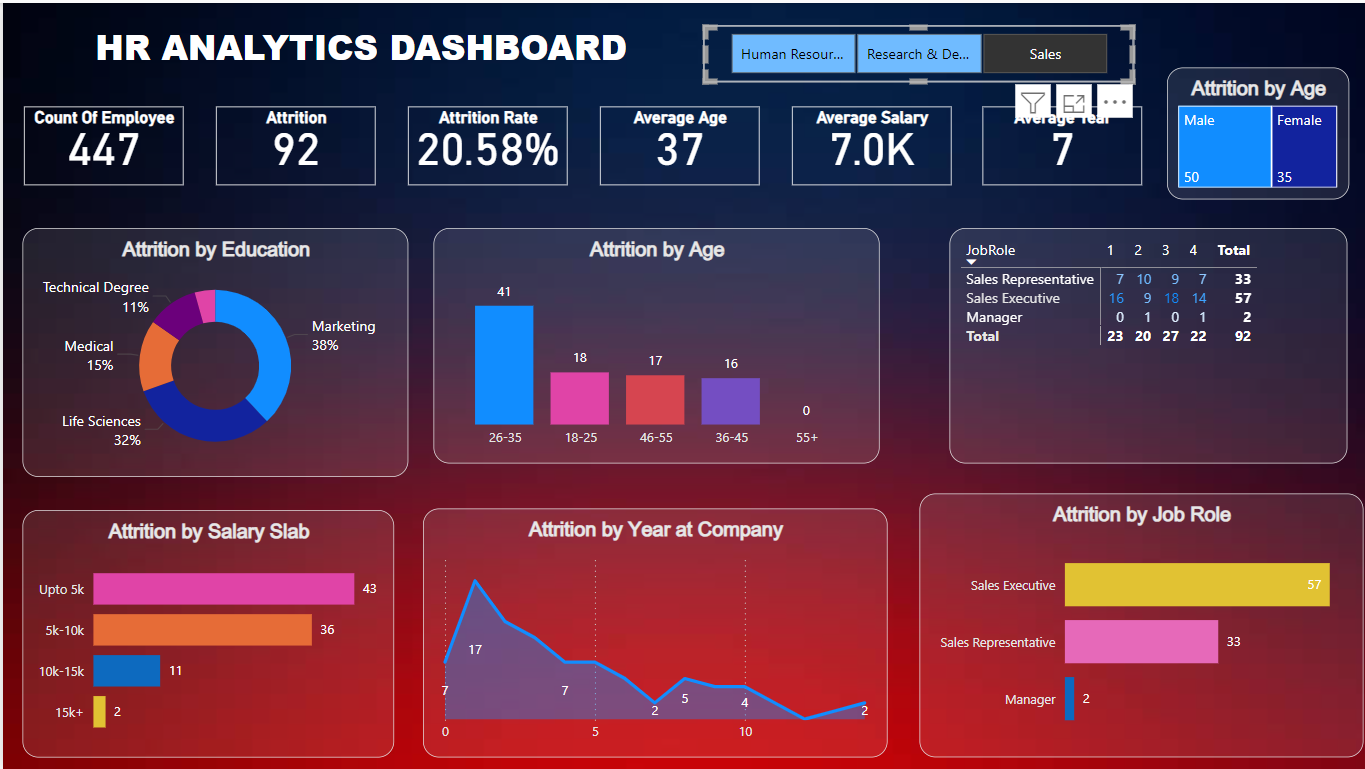 HR ANALYTICS DASHBOARD
Human Resour...
Research & De...
Sales
Count Of Employee
447
Attrition
92
Attrition Rate
20.58%
Average Age
37
Average Salary
7.0K
Average Year
7
Attrition by Age
Male
50
Female
35
Attrition by Education
Technical Degree
11%
Medical
15%
Life Sciences
32%
Marketing
38%
Attrition by Age
41
18
17
16
0
26-35
18-25
46-55
36-45
55+
JobRole 1 2 3 4 Total
Sales Representative 7 10 9 7 33
Sales Executive 16 9 18 14 57
Manager 0 1 0 1 2
Total 23 20 27 22 92
Attrition by Salary Slab
Upto 5k 43
5k-10k 36
10k-15k 11
15k+ 2
Attrition by Year at Company
7
17
7
2
5
4
2
0 5 10
Attrition by Job Role
Sales Executive 57
Sales Representative 33
Manager 2